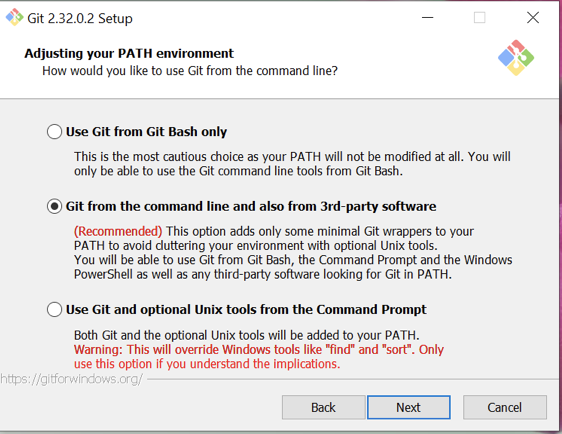 Git 2.32.0.2 Setup
Adjusting your PATH environment
How would you like to use Git from the command line?
Use Git from Git Bash only
This is the most cautious choice as your PATH will not be modified at all. You will
only be able to use the Git command line tools from Git Bash.
Git from the command line and also from 3rd-party software
(Recommended) This option adds only some minimal Git wrappers to your
PATH to avoid cluttering your environment with optional Unix tools.
You will be able to use Git from Git Bash, the Command Prompt and the Windows
PowerShell as well as any third-party software looking for Git in PATH.
Use Git and optional Unix tools from the Command Prompt
Both Git and the optional Unix tools will be added to your PATH.
Warning: This will override Windows tools like "find" and "sort". Only
use this option if you understand the implications.
https://gitforwindows.org/
Back Next Cancel